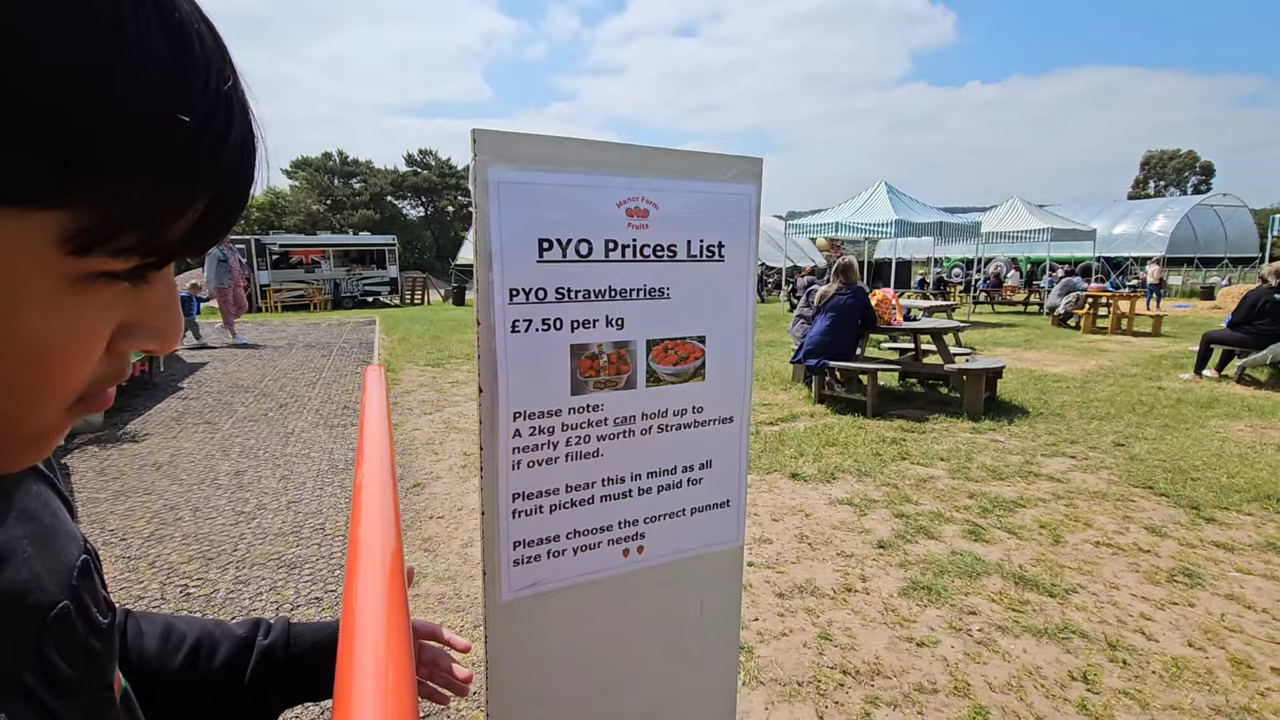 Manor Farm
Fruits
PYO Prices List
PYO Strawberries:
£7.50 per kg
Please note:
A 2kg bucket can hold up to
nearly £20 worth of Strawberries
if over filled.
Please bear this in mind as all
fruit picked must be paid for
Please choose the correct punnet
size for your needs